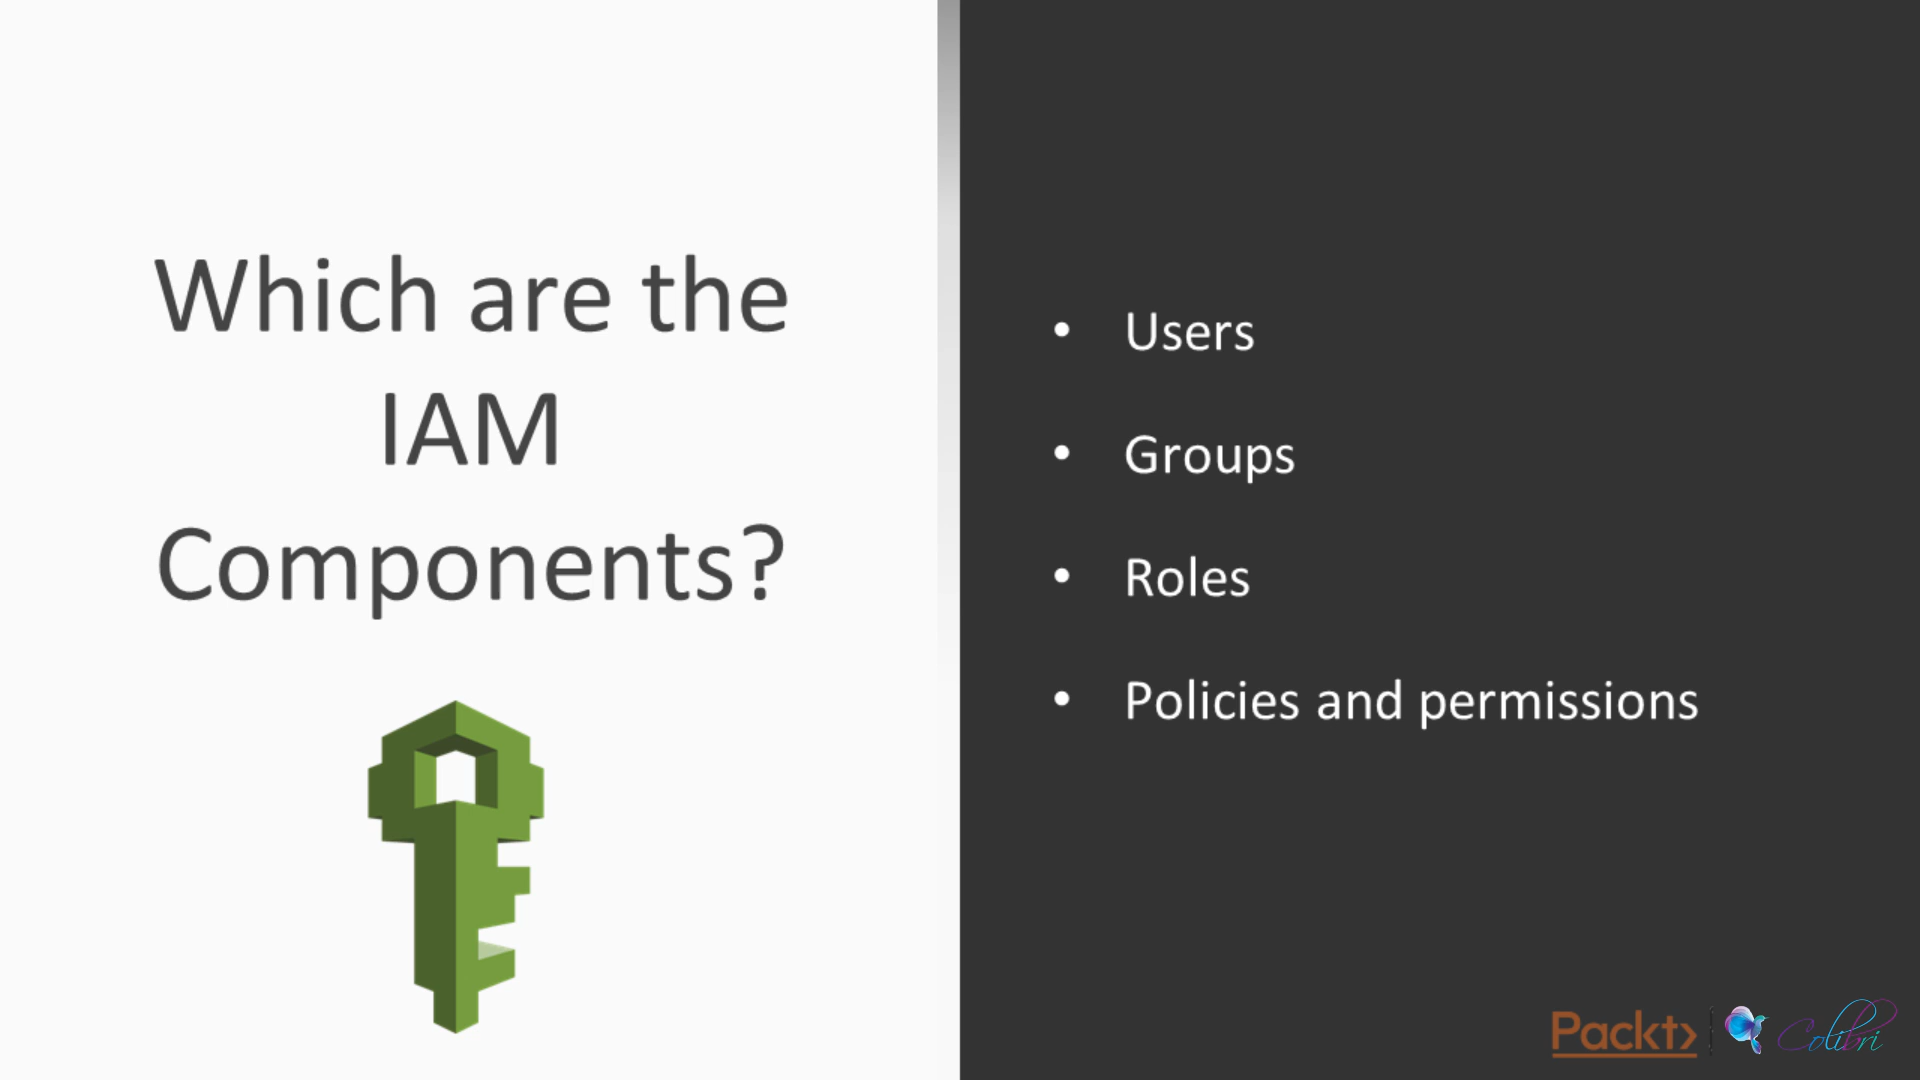 Which are the
IAM
Components?
• Users
• Groups
• Roles
• Policies and permissions
Packt>
Colibri